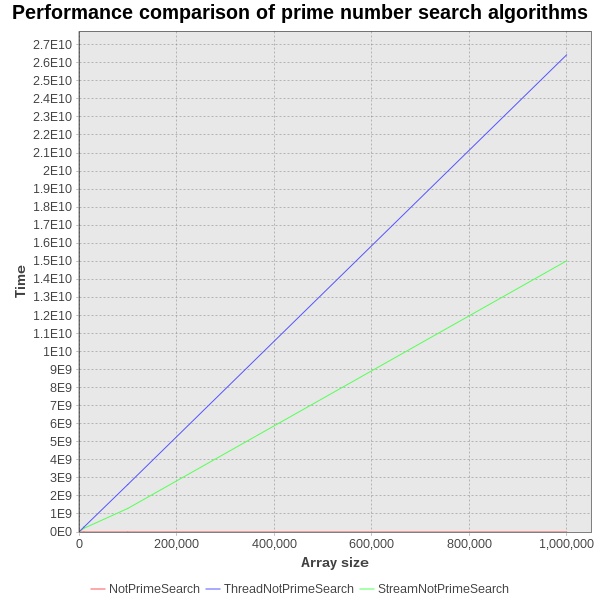 Performance comparison of prime number search algorithms
2.7E10
2.6E10
2.5E10
2.4E10
2.3E10
2.2E10
2.1E10
2E10
1.9E10
1.8E10
1.7E10
1.6E10
1.5E10
1.4E10
1.3E10
1.2E10
1.1E10
1E10
9E9
8E9
7E9
6E9
5E9
4E9
3E9
2E9
1E9
0E0
Time
0 200,000 400,000 600,000 800,000 1,000,000
Array size
NotPrimeSearch ThreadNotPrimeSearch StreamNotPrimeSearch